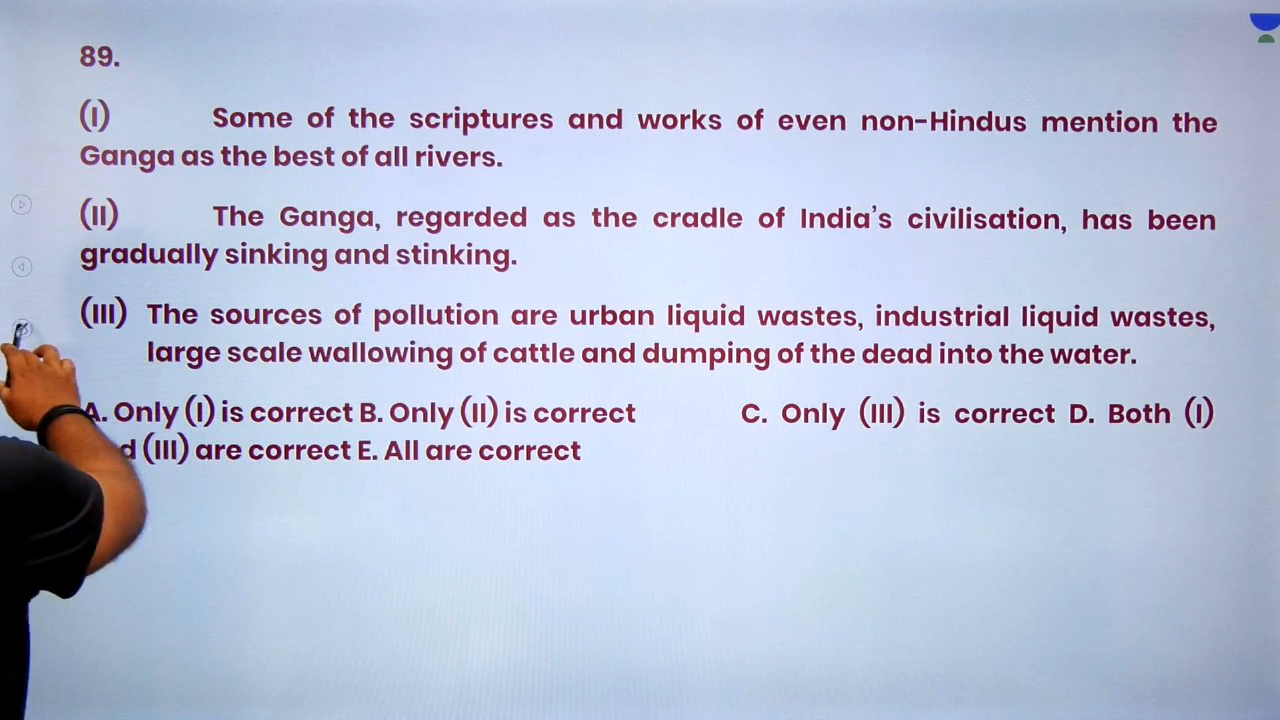 89.
(I) Some of the scriptures and works of even non-Hindus mention the
Ganga as the best of all rivers.
(II) The Ganga, regarded as the cradle of India's civilisation, has been
gradually sinking and stinking.
(III) The sources of pollution are urban liquid wastes, industrial liquid wastes,
large scale wallowing of cattle and dumping of the dead into the water.
A. Only (I) is correct B. Only (II) is correct C. Only (III) is correct D. Both (I)
d (III) are correct E. All are correct